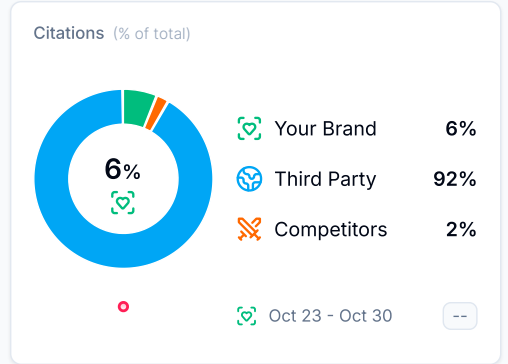 Citations (% of total)
6%
Your Brand 6%
Third Party 92%
Competitors 2%
Oct 23 - Oct 30 --